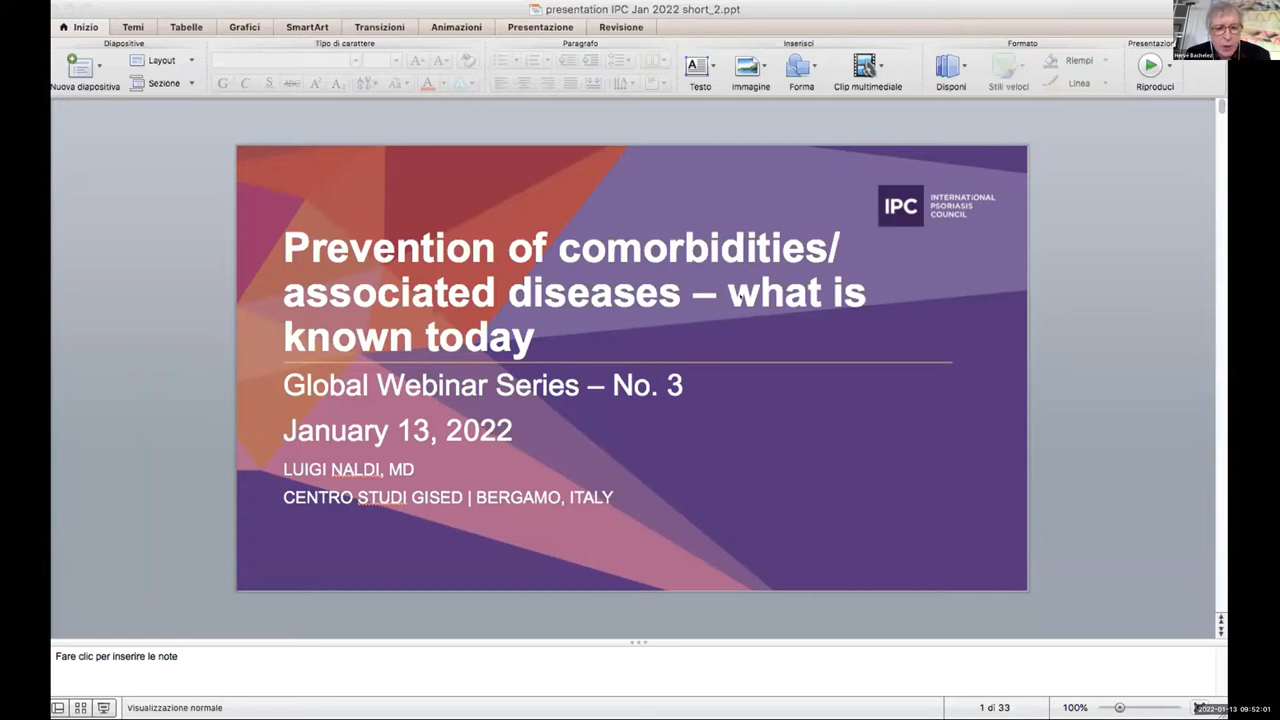 presentation IPC Jan 2022 short_2.ppt
Inizio Temi Tabelle Grafici SmartArt Transizioni Animazioni Presentazione Revisione
Diapositive Tipo di carattere Paragrafo Inserisci Formato Presentazion
Layout
Nuova diapositiva Sezione
G C S ABC
Testo Immagine Forma Clip multimediale Disponi Stili veloci
Riempi
Linea
Riproduci
Hervé Bachelez
IPC INTERNATIONAL
PSORIASIS
COUNCIL
Prevention of comorbidities/
associated diseases – what is
known today
Global Webinar Series – No. 3
January 13, 2022
LUIGI NALDI, MD
CENTRO STUDI GISED | BERGAMO, ITALY
Fare clic per inserire le note
Visualizzazione normale 1 di 33 100%
2022-01-13 09:52:01